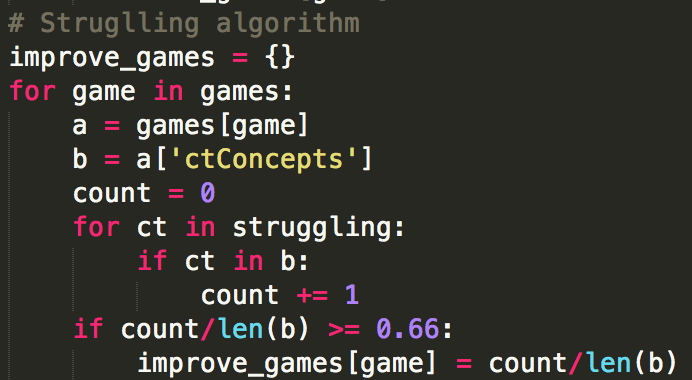 # Struglling algorithm
improve_games = {}
for game in games:
    a = games[game]
    b = a['ctConcepts']
    count = 0
    for ct in struggling:
        if ct in b:
            count += 1
    if count/len(b) >= 0.66:
        improve_games[game] = count/len(b)